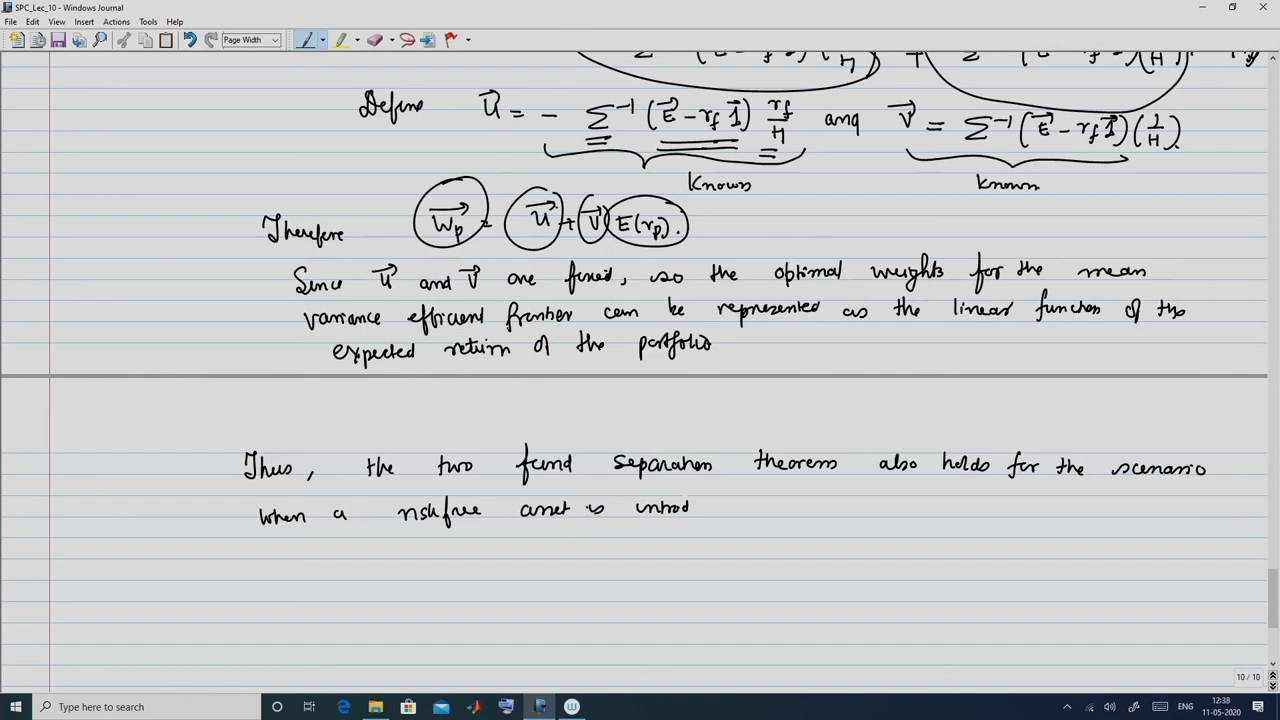 SPC_Lec_10 - Windows Journal
File Edit View Insert Actions Tools Help
Page Width
Define U = - Σ⁻¹ (E - r_f 1) r_f/H and V = Σ⁻¹ (E - r_f 1) (1/H).
Known Known
Therefore W_p = U + V E(r_p).
Since U and V are fixed, so the optimal weights for the mean
variance efficient frontier can be represented as the linear function of the
expected return of the portfolio
Thus, the two fund separation theorem also holds for the scenario
when a riskfree asset is introd
10 / 10
Type here to search
ENG
12:38
11-05-2020